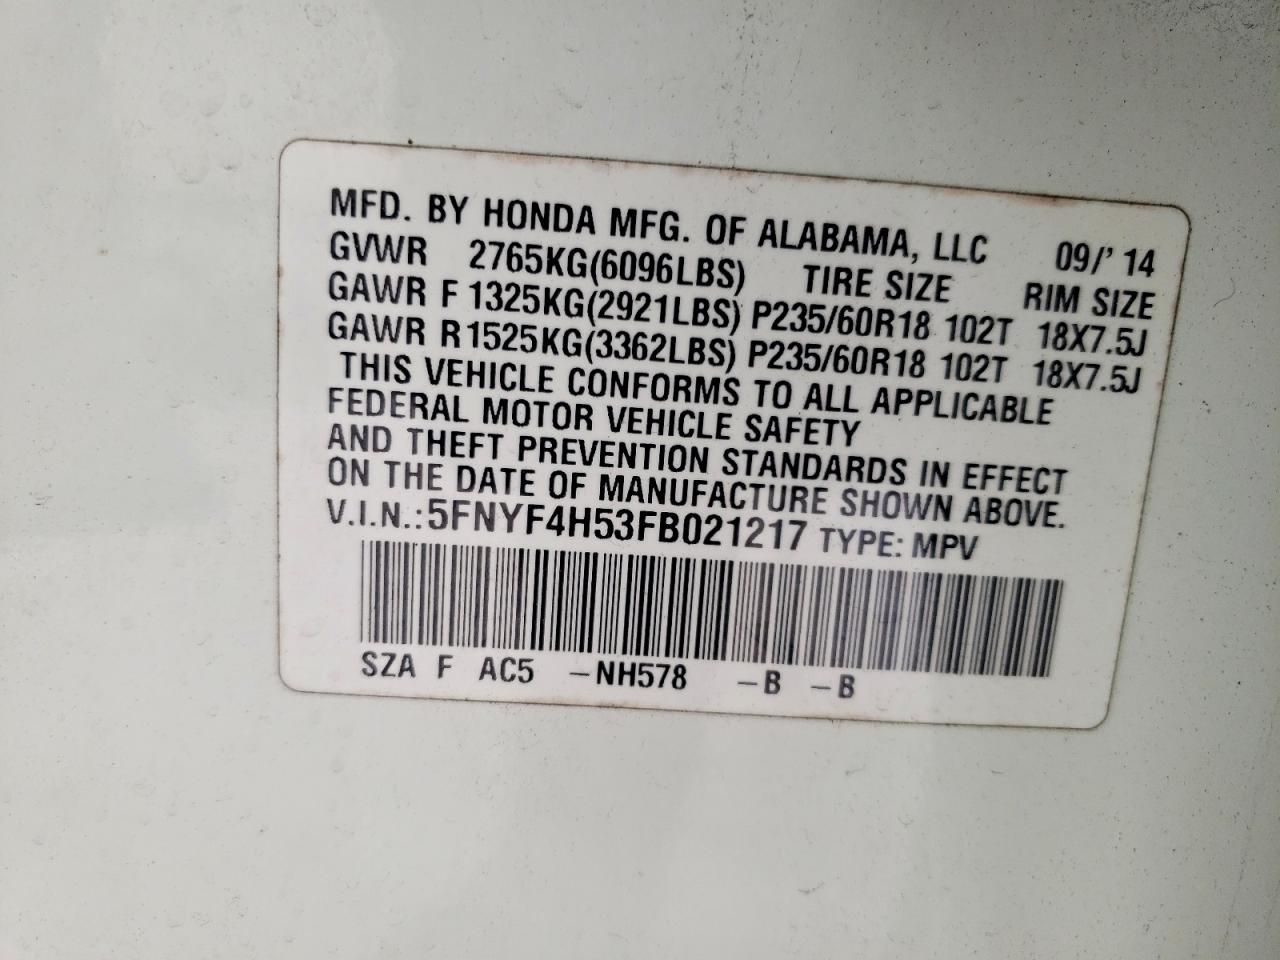 MFD. BY HONDA MFG. OF ALABAMA, LLC 09/' 14
GVWR 2765KG(6096LBS) TIRE SIZE RIM SIZE
GAWR F 1325KG(2921LBS) P235/60R18 102T 18X7.5J
GAWR R1525KG(3362LBS) P235/60R18 102T 18X7.5J
THIS VEHICLE CONFORMS TO ALL APPLICABLE
FEDERAL MOTOR VEHICLE SAFETY
AND THEFT PREVENTION STANDARDS IN EFFECT
ON THE DATE OF MANUFACTURE SHOWN ABOVE.
V.I.N.:5FNYF4H53FB021217 TYPE: MPV
SZA F AC5 –NH578 –B –B